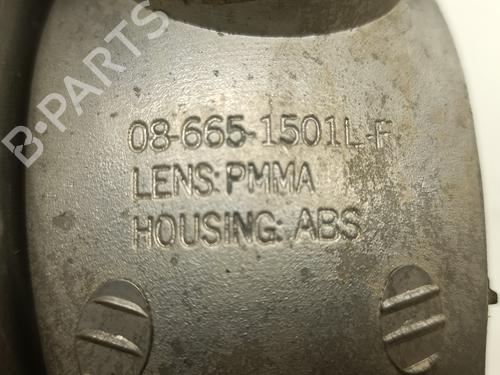 08-665-1501L-F
LENS: PMMA
HOUSING: ABS
B-PARTS